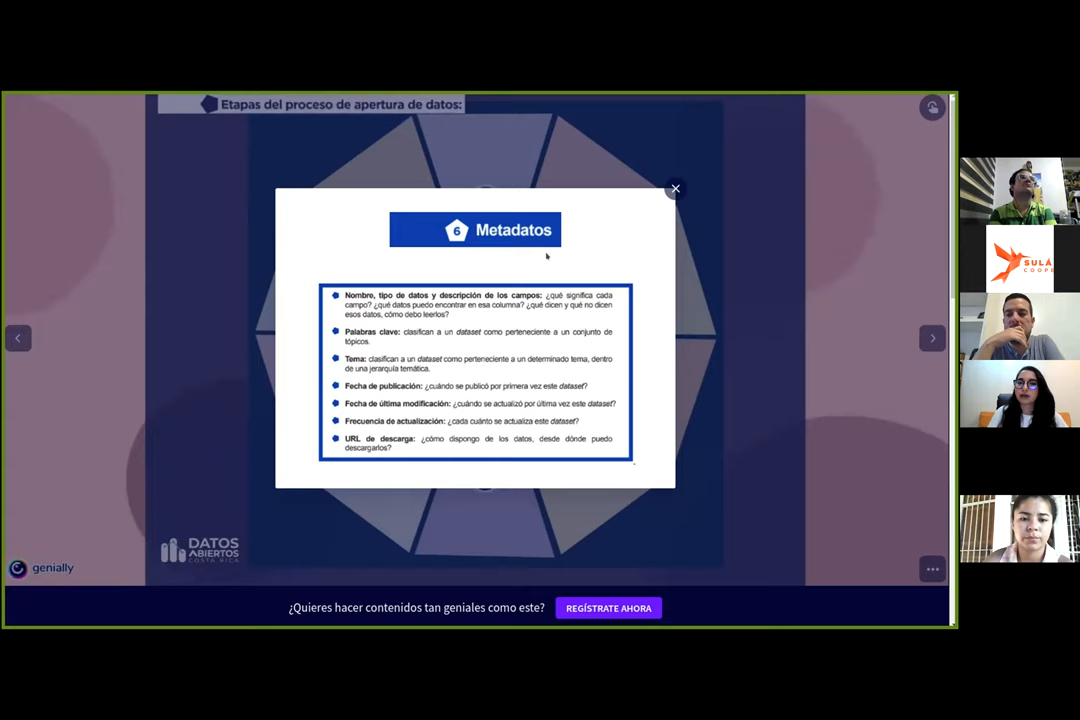 Etapas del proceso de apertura de datos:
6 Metadatos
Nombre, tipo de datos y descripción de los campos: ¿qué significa cada
campo? ¿qué datos puedo encontrar en esa columna? ¿qué dicen y qué no dicen
esos datos, cómo debo leerlos?
Palabras clave: clasifican a un dataset como perteneciente a un conjunto de
tópicos.
Tema: clasifican a un dataset como perteneciente a un determinado tema, dentro
de una jerarquía temática.
Fecha de publicación: ¿cuándo se publicó por primera vez este dataset?
Fecha de última modificación: ¿cuándo se actualizó por última vez este dataset?
Frecuencia de actualización: ¿cada cuánto se actualiza este dataset?
URL de descarga: ¿cómo dispongo de los datos, desde dónde puedo
descargarlos?
DATOS
ABIERTOS
COSTA RICA
genially
¿Quieres hacer contenidos tan geniales como este? REGÍSTRATE AHORA
SULÁ
COOPE